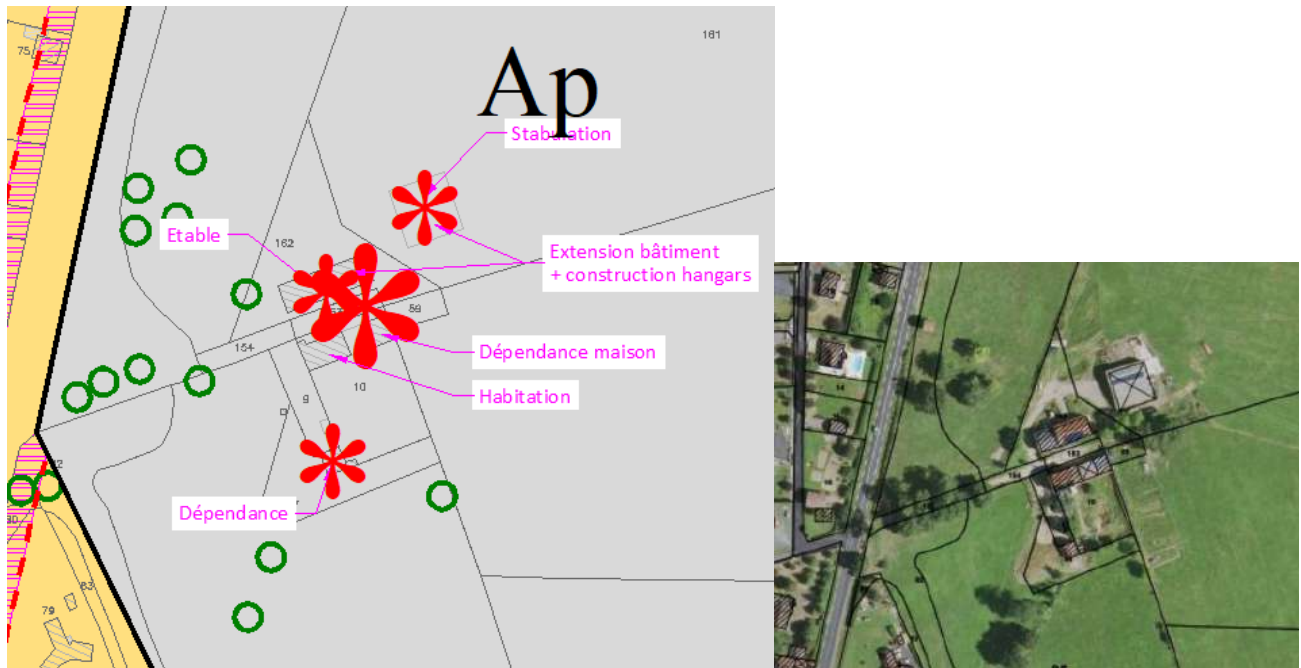 161
75
Ap
Stabulation
Etable
162
Extension bâtiment
+ construction hangars
56
154
Dépendance maison
10
Habitation
9
Dépendance
79
83